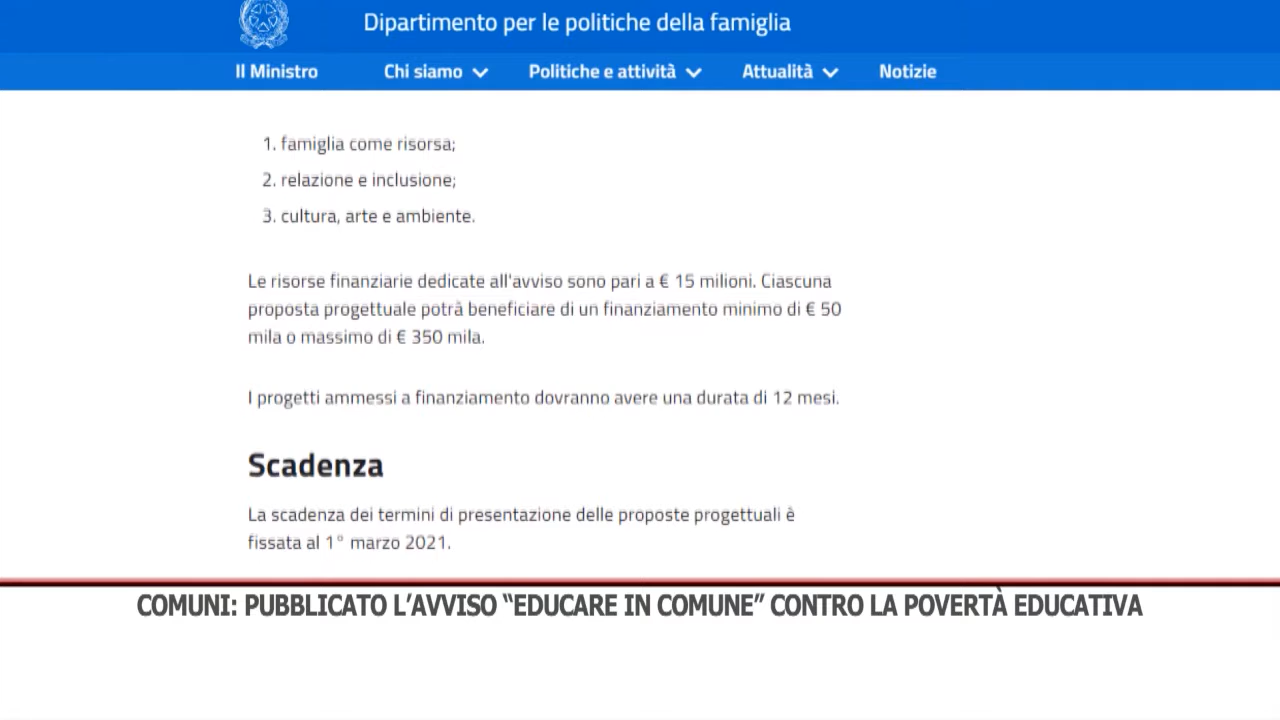 Dipartimento per le politiche della famiglia
Il Ministro Chi siamo Politiche e attività Attualità Notizie
1. famiglia come risorsa;
2. relazione e inclusione;
3. cultura, arte e ambiente.
Le risorse finanziarie dedicate all'avviso sono pari a € 15 milioni. Ciascuna
proposta progettuale potrà beneficiare di un finanziamento minimo di € 50
mila o massimo di € 350 mila.
I progetti ammessi a finanziamento dovranno avere una durata di 12 mesi.
Scadenza
La scadenza dei termini di presentazione delle proposte progettuali è
fissata al 1° marzo 2021.
COMUNI: PUBBLICATO L’AVVISO “EDUCARE IN COMUNE” CONTRO LA POVERTÀ EDUCATIVA